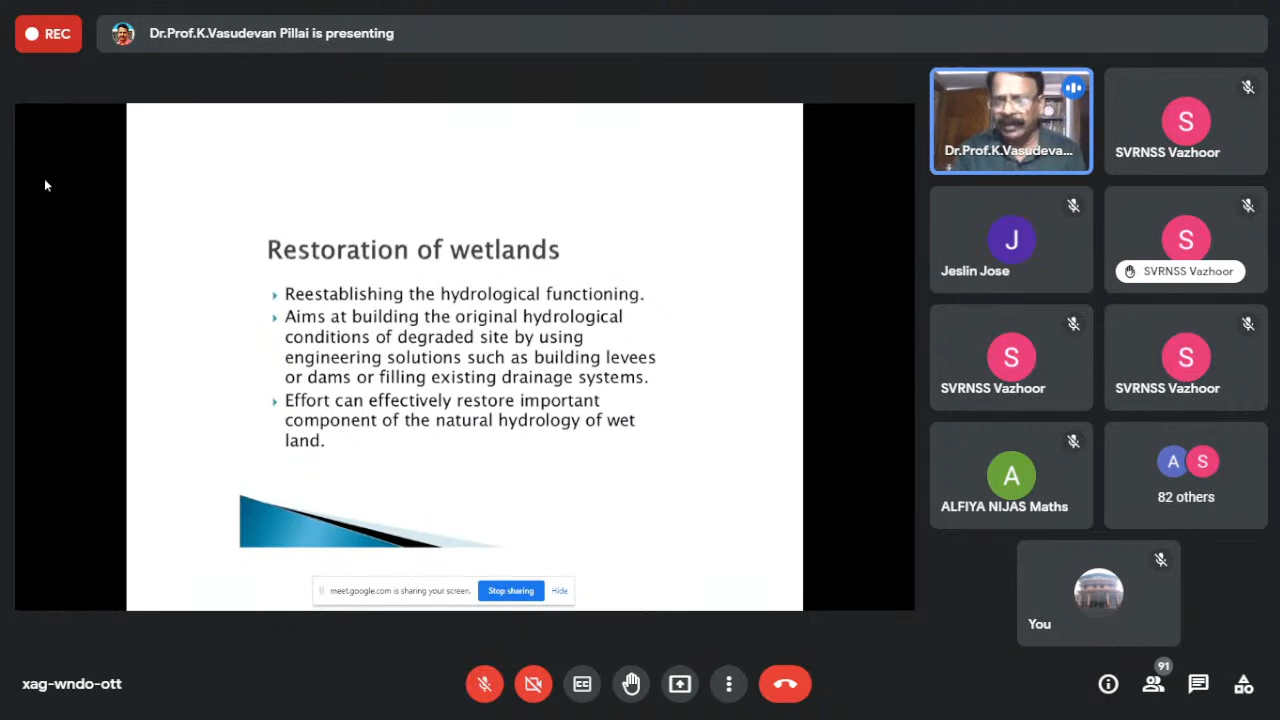 REC
Dr.Prof.K.Vasudevan Pillai is presenting
Restoration of wetlands
Reestablishing the hydrological functioning.
Aims at building the original hydrological
conditions of degraded site by using
engineering solutions such as building levees
or dams or filling existing drainage systems.
Effort can effectively restore important
component of the natural hydrology of wet
land.
meet.google.com is sharing your screen.
Stop sharing
Hide
Dr.Prof.K.Vasudeva...
S
SVRNSS Vazhoor
J
Jeslin Jose
S
SVRNSS Vazhoor
S
SVRNSS Vazhoor
S
SVRNSS Vazhoor
A
ALFIYA NIJAS Maths
A S
82 others
You
xag-wndo-ott
CC
91